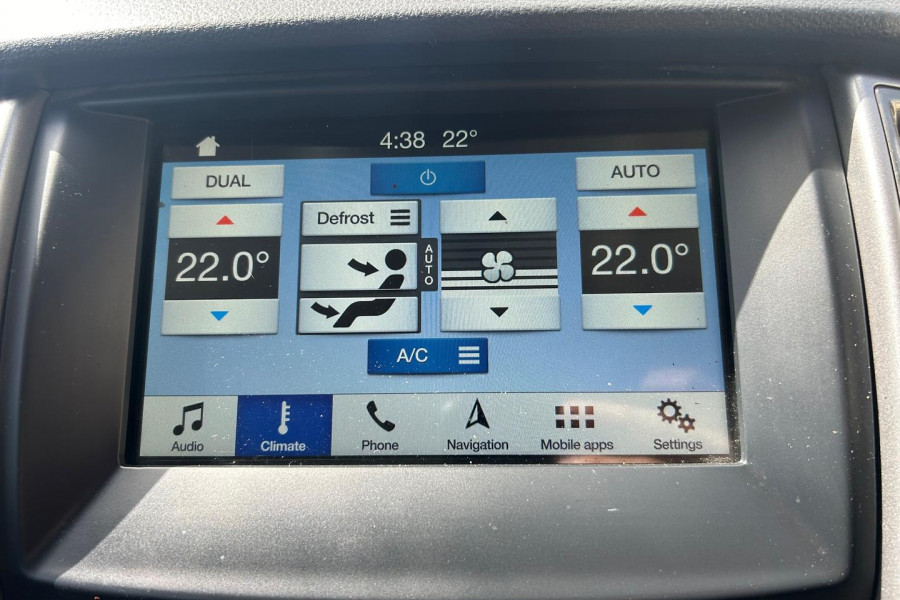 4:38 22°
DUAL
AUTO
Defrost
22.0°
AUTO
22.0°
A/C
Audio
Climate
Phone
Navigation
Mobile apps
Settings